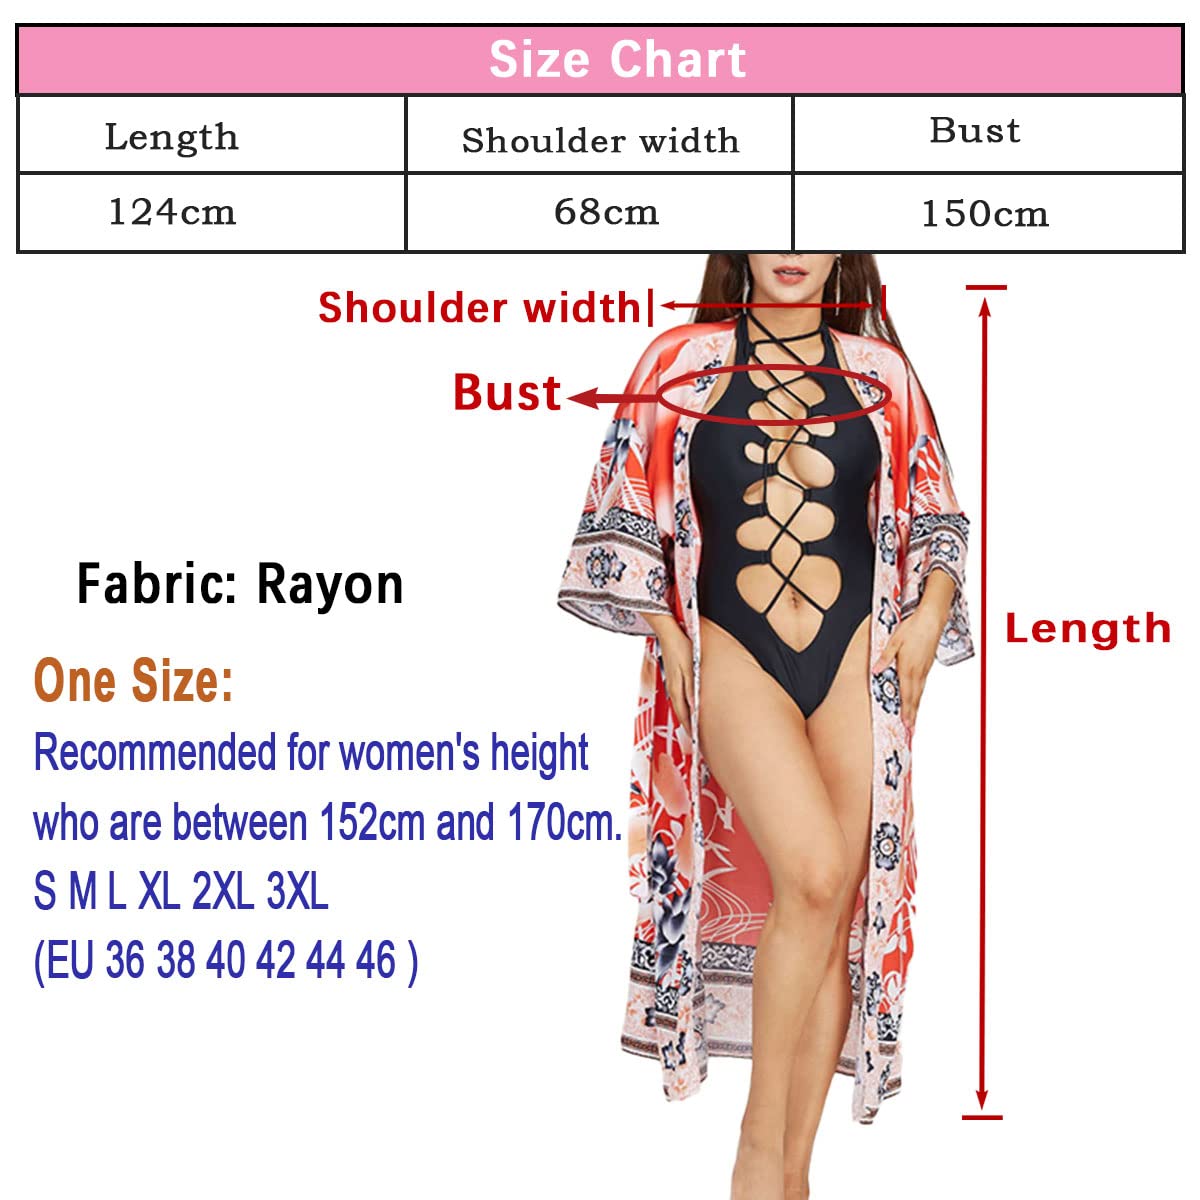 Size Chart
Length Shoulder width Bust
124cm 68cm 150cm
Shoulder width
Bust
Length
Fabric: Rayon
One Size:
Recommended for women's height
who are between 152cm and 170cm.
S M L XL 2XL 3XL
(EU 36 38 40 42 44 46 )